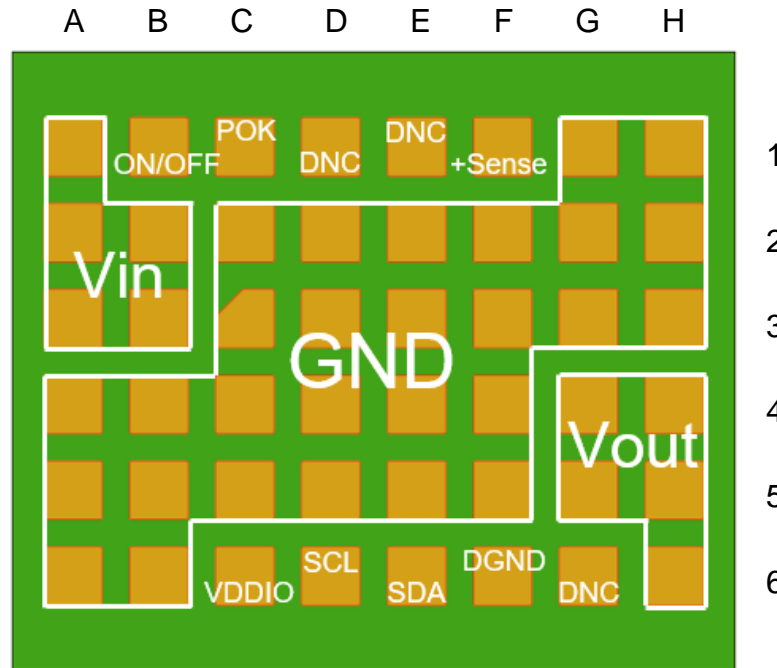 A B C D E F G H
POK DNC
ON/OFF DNC +Sense
1
2
Vin
3
GND
4
Vout
5
SCL DGND
VDDIO SDA DNC
6